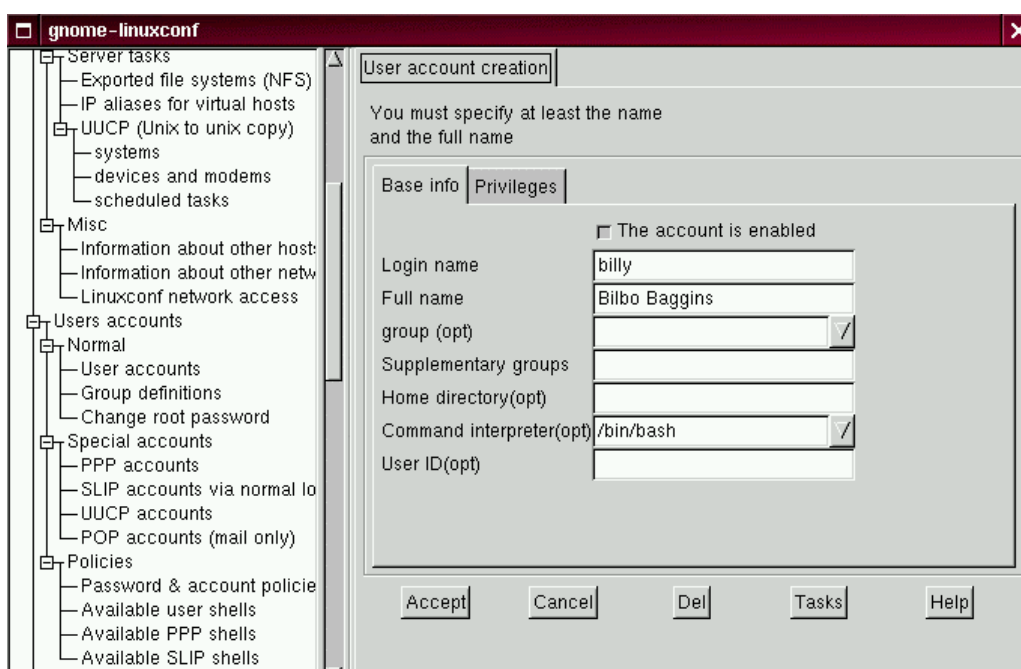 gnome-linuxconf
Server tasks
Exported file systems (NFS)
IP aliases for virtual hosts
UUCP (Unix to unix copy)
systems
devices and modems
scheduled tasks
Misc
Information about other hosts
Information about other netw
Linuxconf network access
Users accounts
Normal
User accounts
Group definitions
Change root password
Special accounts
PPP accounts
SLIP accounts via normal lo
UUCP accounts
POP accounts (mail only)
Policies
Password & account policie
Available user shells
Available PPP shells
Available SLIP shells
User account creation
You must specify at least the name
and the full name
Base info
Privileges
The account is enabled
Login name billy
Full name Bilbo Baggins
group (opt)
Supplementary groups
Home directory(opt)
Command interpreter(opt) /bin/bash
User ID(opt)
Accept Cancel Del Tasks Help